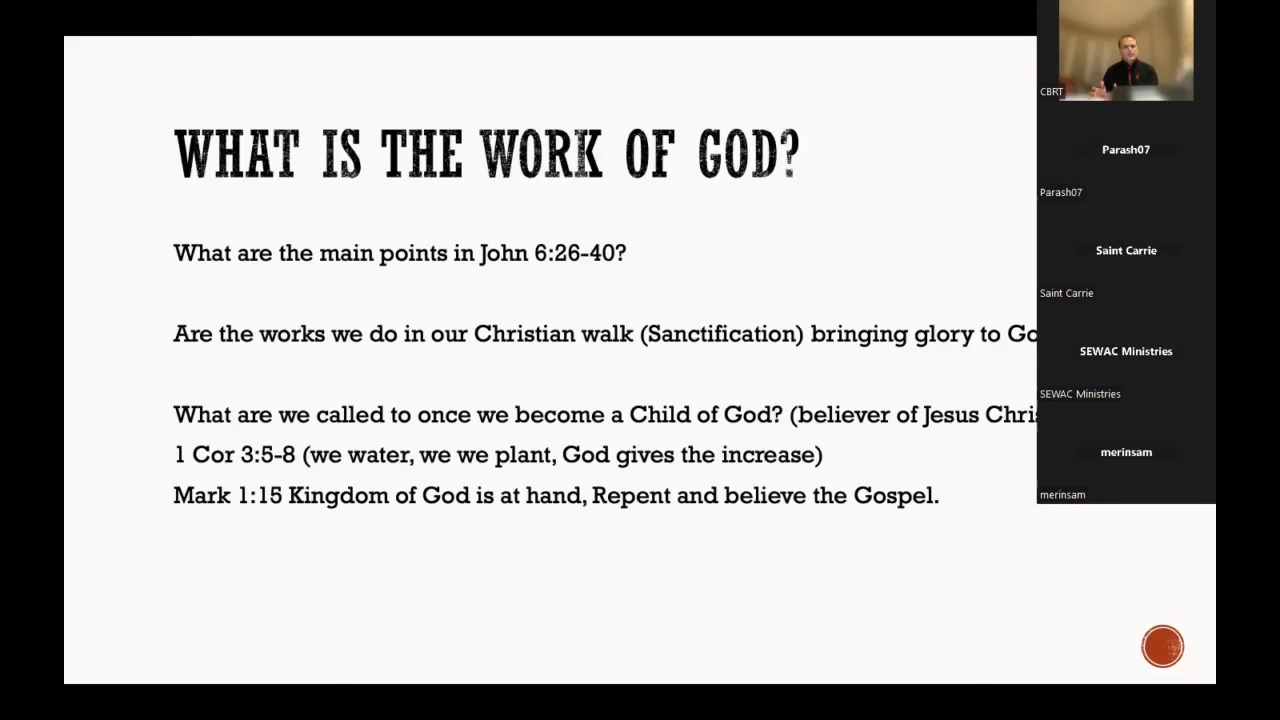 WHAT IS THE WORK OF GOD?
What are the main points in John 6:26-40?
Are the works we do in our Christian walk (Sanctification) bringing glory to
What are we called to once we become a Child of God? (believer of Jesus
1 Cor 3:5-8 (we water, we we plant, God gives the increase)
Mark 1:15 Kingdom of God is at hand, Repent and believe the Gospel.
CBRT
Parash07
Parash07
Saint Carrie
Saint Carrie
SEWAC Ministries
SEWAC Ministries
merinsam
merinsam